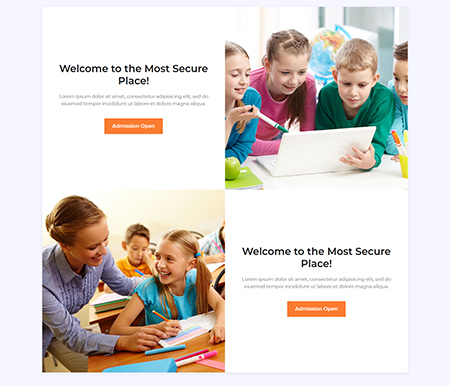 Welcome to the Most Secure
Place!
Lorem ipsum dolor sit amet, consectetur adipiscing elit, sed do
eiusmod tempor incididunt ut labore et dolore magna aliqua.
Admission Open
Welcome to the Most Secure
Place!
Lorem ipsum dolor sit amet, consectetur adipiscing elit, sed do
eiusmod tempor incididunt ut labore et dolore magna aliqua.
Admission Open